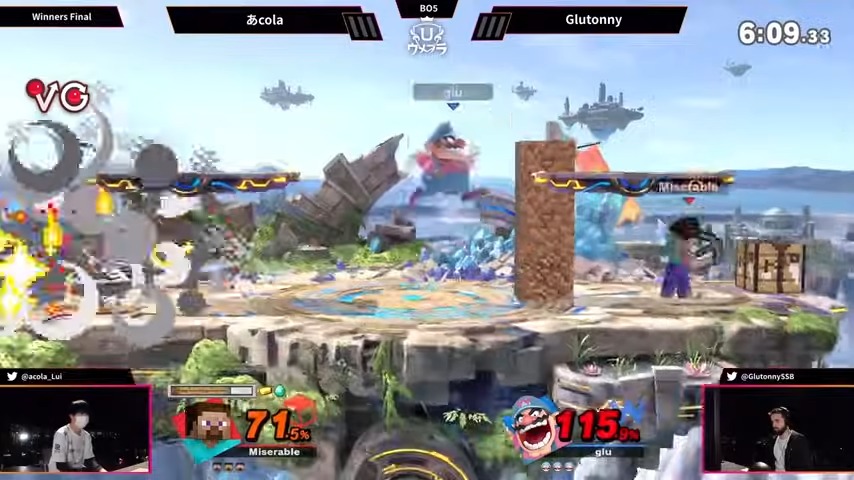 Winners Final
あcola
BO5
Glutonny
6:09.33
ウメブラ
VG
glu
Miserable
@acola_Lui
@GlutonnySSB
71.5%
Miserable
115.9%
glu